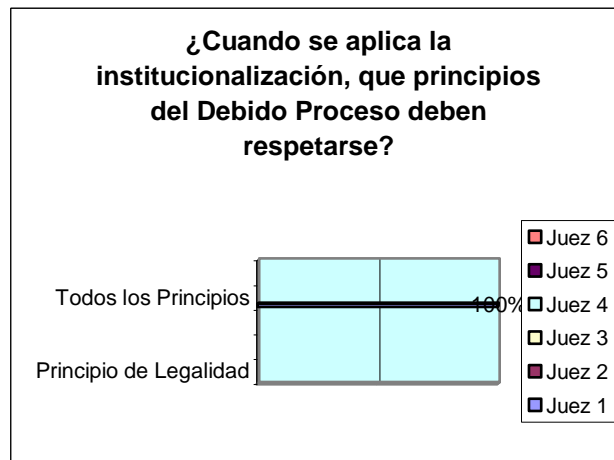 ¿Cuando se aplica la
institucionalización, que principios
del Debido Proceso deben
respetarse?
Todos los Principios
100%
Principio de Legalidad
Juez 6
Juez 5
Juez 4
Juez 3
Juez 2
Juez 1